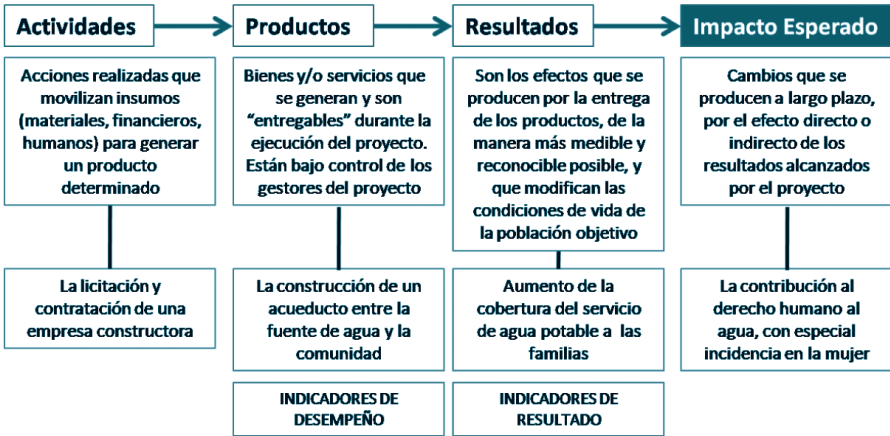 Actividades
Productos
Resultados
Impacto Esperado
Acciones realizadas que
movilizan insumos
(materiales, financieros,
humanos) para generar
un producto
determinado
Bienes y/o servicios que
se generan y son
“entregables” durante la
ejecución del proyecto.
Están bajo control de los
gestores del proyecto
Son los efectos que se
producen por la entrega
de los productos, de la
manera más medible y
reconocible posible, y
que modifican las
condiciones de vida de
la población objetivo
Cambios que se
producen a largo plazo,
por el efecto directo o
indirecto de los
resultados alcanzados
por el proyecto
La licitación y
contratación de una
empresa constructora
La construcción de un
acueducto entre la
fuente de agua y la
comunidad
Aumento de la
cobertura del servicio
de agua potable a las
familias
La contribución al
derecho humano al
agua, con especial
incidencia en la mujer
INDICADORES DE
DESEMPEÑO
INDICADORES DE
RESULTADO